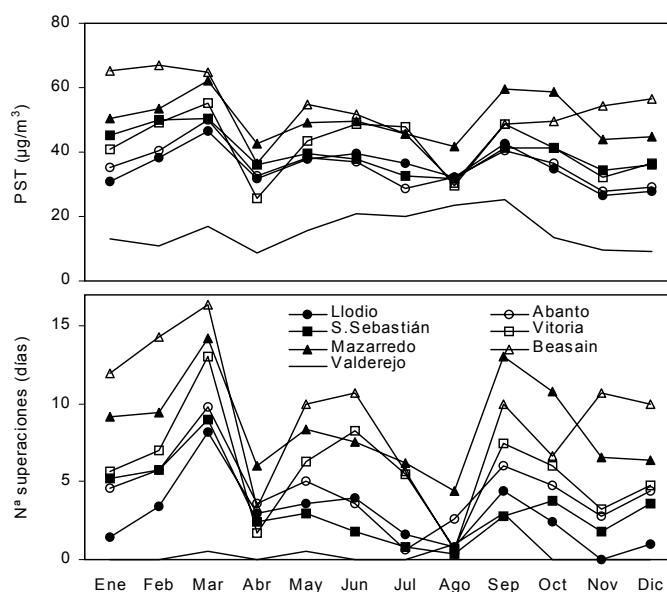 80
60
40
20
0
PST (µg/m³)
15
10
5
0
Nª superaciones (días)
Llodio
Abanto
S.Sebastián
Vitoria
Mazarredo
Beasain
Valderejo
Ene Feb Mar Abr May Jun Jul Ago Sep Oct Nov Dic